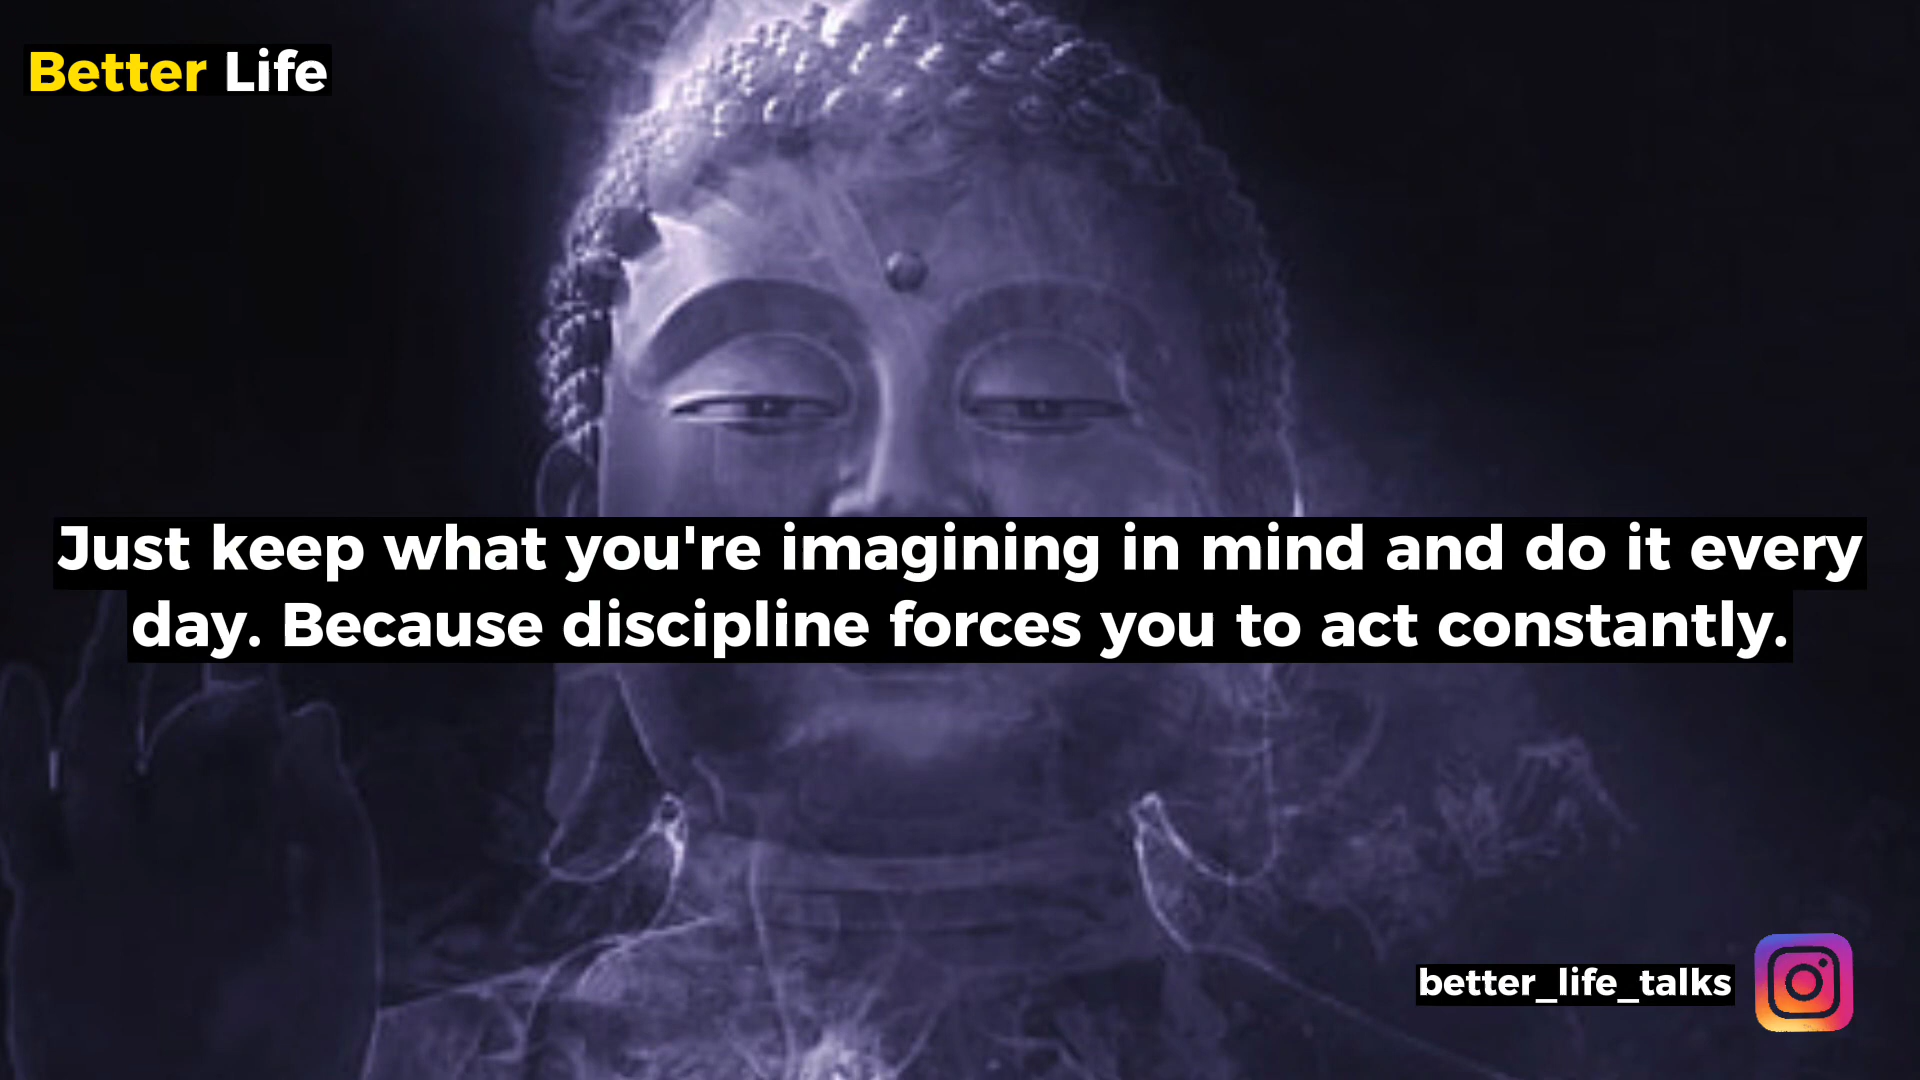 Better Life
Just keep what you're imagining in mind and do it every
day. Because discipline forces you to act constantly.
better_life_talks